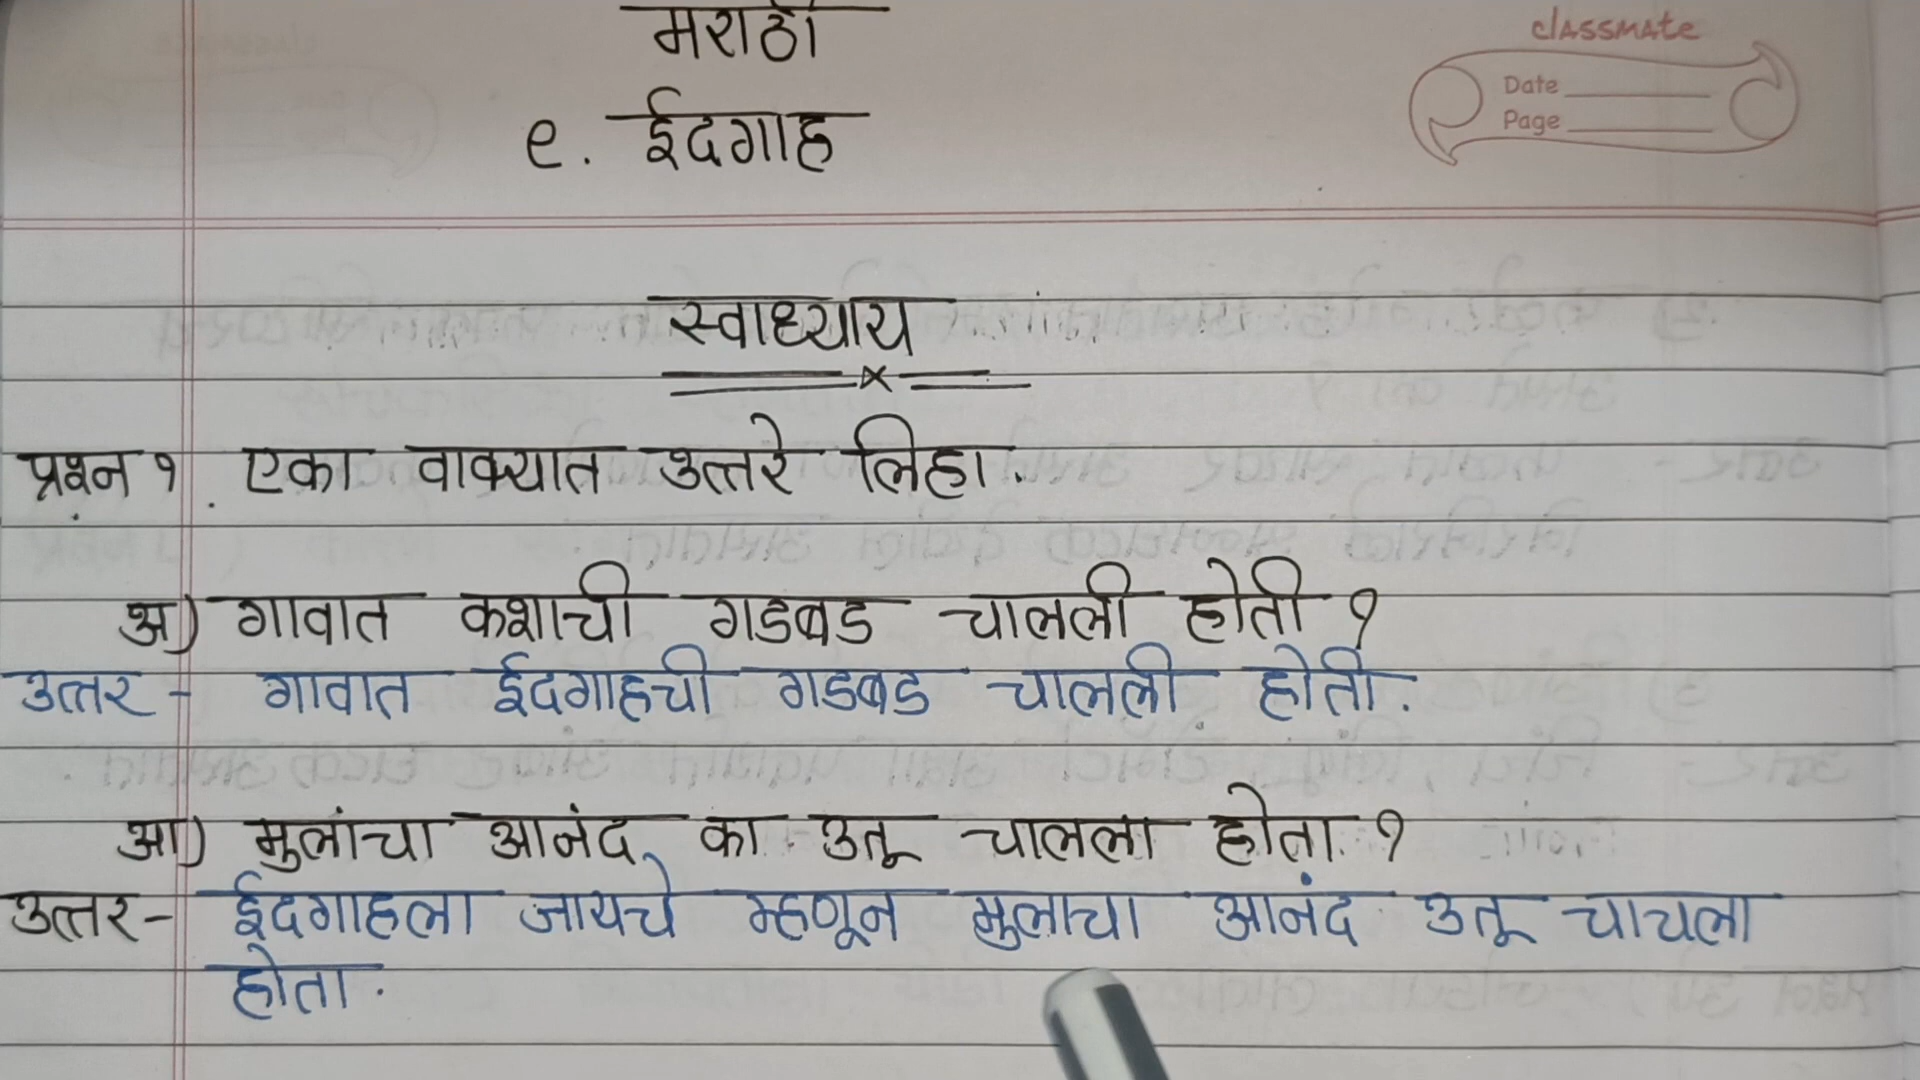 मराठी
classmate
Date
Page
९. ईदगाह
स्वाध्याय
प्रश्न १. एका वाक्यात उत्तरे लिहा.
अ) गावात कशाची गडबड चालली होती ?
उत्तर - गावात ईदगाहची गडबड चालली होती.
आ) मुलांचा आनंद का उतू चालला होता ?
उत्तर - ईदगाहला जायचे म्हणून मुलाचा आनंद उतू चाचला
होता.